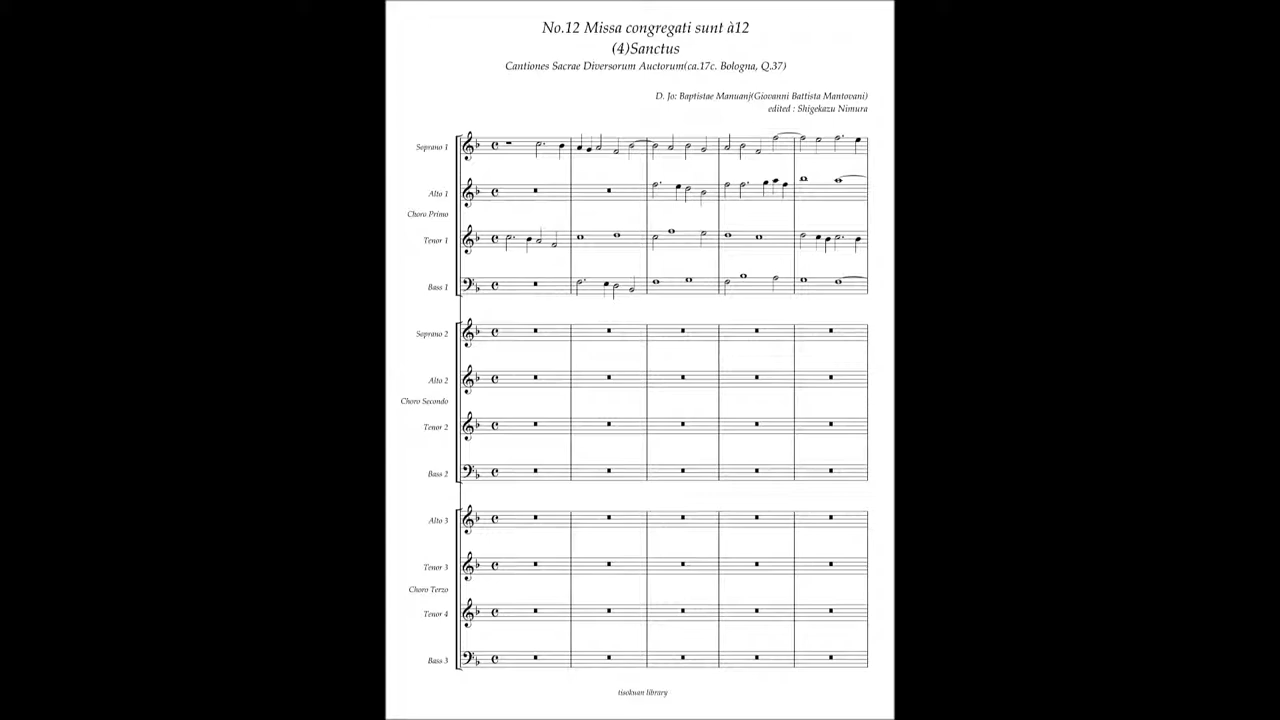 No.12 Missa congregati sunt à12
(4)Sanctus
Cantiones Sacrae Diversorum Auctorum(ca.17c. Bologna, Q.37)
D. Jo: Baptistae Manuanj(Giovanni Battista Mantovani)
edited : Shigekazu Nimura
Soprano 1
Alto 1
Choro Primo
Tenor 1
Bass 1
Soprano 2
Alto 2
Choro Secondo
Tenor 2
Bass 2
Alto 3
Tenor 3
Choro Terzo
Tenor 4
Bass 3
tisokuan library